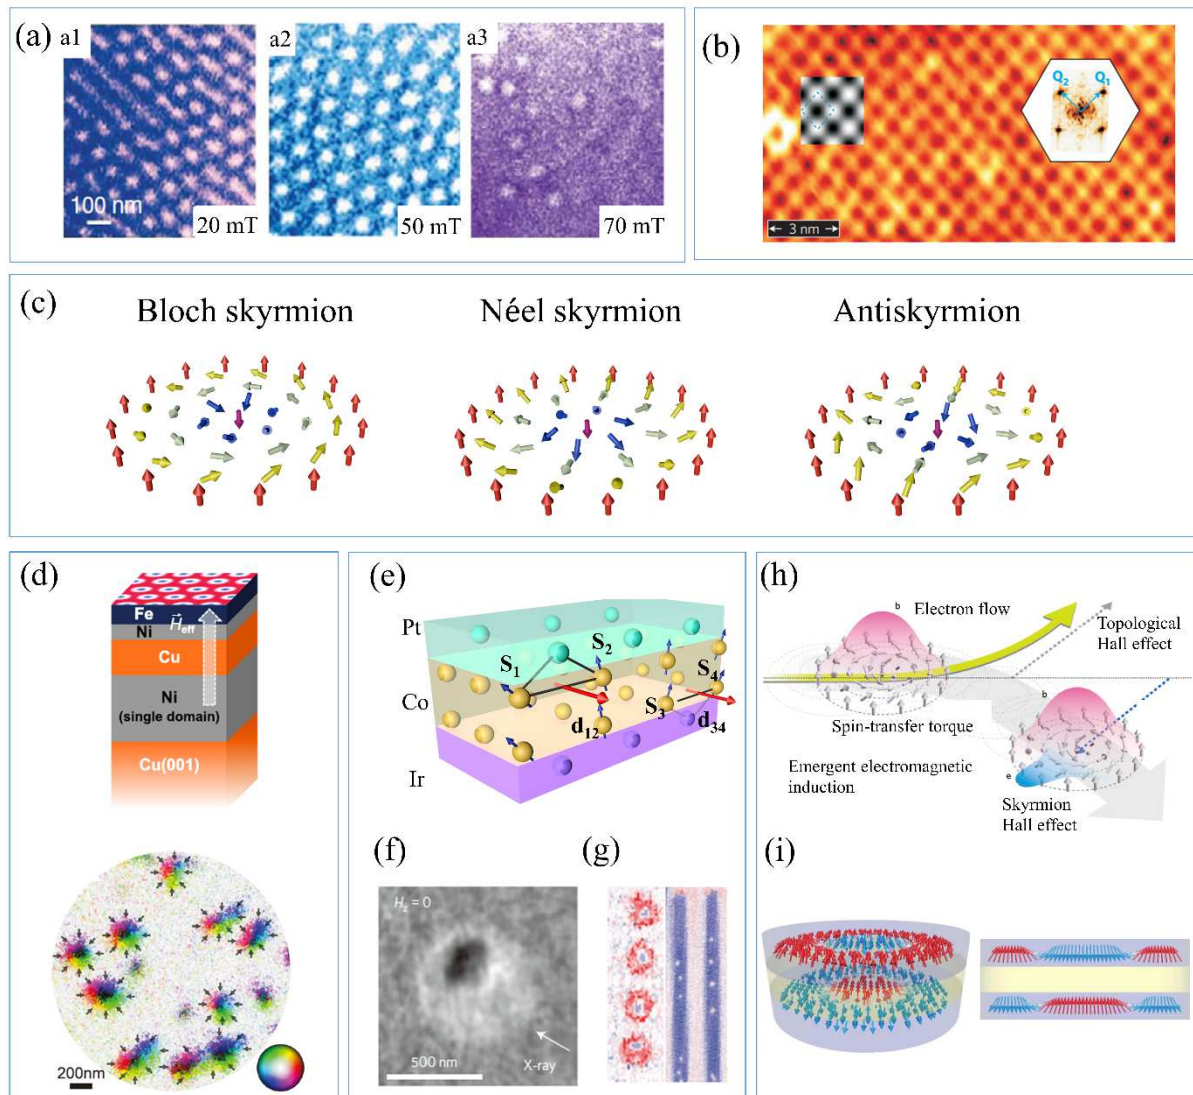 (a)
a1
a2
a3
100 nm
20 mT
50 mT
70 mT
(b)
Q₂
Q₁
3 nm
(c)
Bloch skyrmion
Néel skyrmion
Antiskyrmion
(d)
Fe
Ni
H⃗eff
Cu
Ni
(single domain)
Cu(001)
200nm
(e)
Pt
Co
Ir
S₁
S₂
S₃
S₄
d₁₂
d₃₄
(f)
H_z = 0
500 nm
X-ray
(g)
(h)
b
Electron flow
Topological
Hall effect
b
Spin-transfer torque
Emergent electromagnetic
induction
e
Skyrmion
Hall effect
(i)